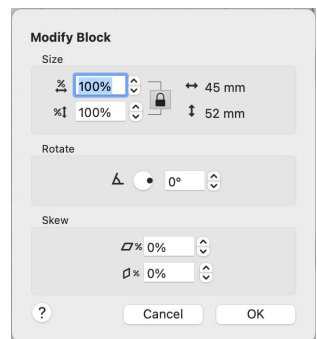 Modify Block
Size
% 100% 45 mm
% 100% 52 mm
Rotate
0°
Skew
% 0%
% 0%
? Cancel OK